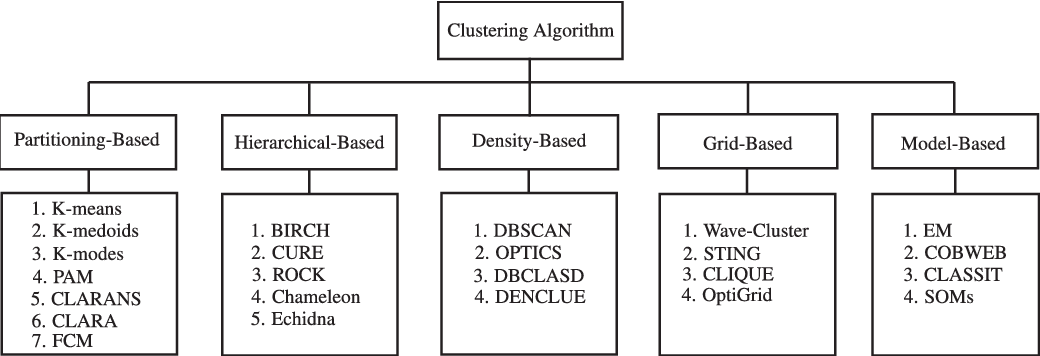 Clustering Algorithm
Partitioning-Based
Hierarchical-Based
Density-Based
Grid-Based
Model-Based
1. K-means
2. K-medoids
3. K-modes
4. PAM
5. CLARANS
6. CLARA
7. FCM
1. BIRCH
2. CURE
3. ROCK
4. Chameleon
5. Echidna
1. DBSCAN
2. OPTICS
3. DBCLASD
4. DENCLUE
1. Wave-Cluster
2. STING
3. CLIQUE
4. OptiGrid
1. EM
2. COBWEB
3. CLASSIT
4. SOMs